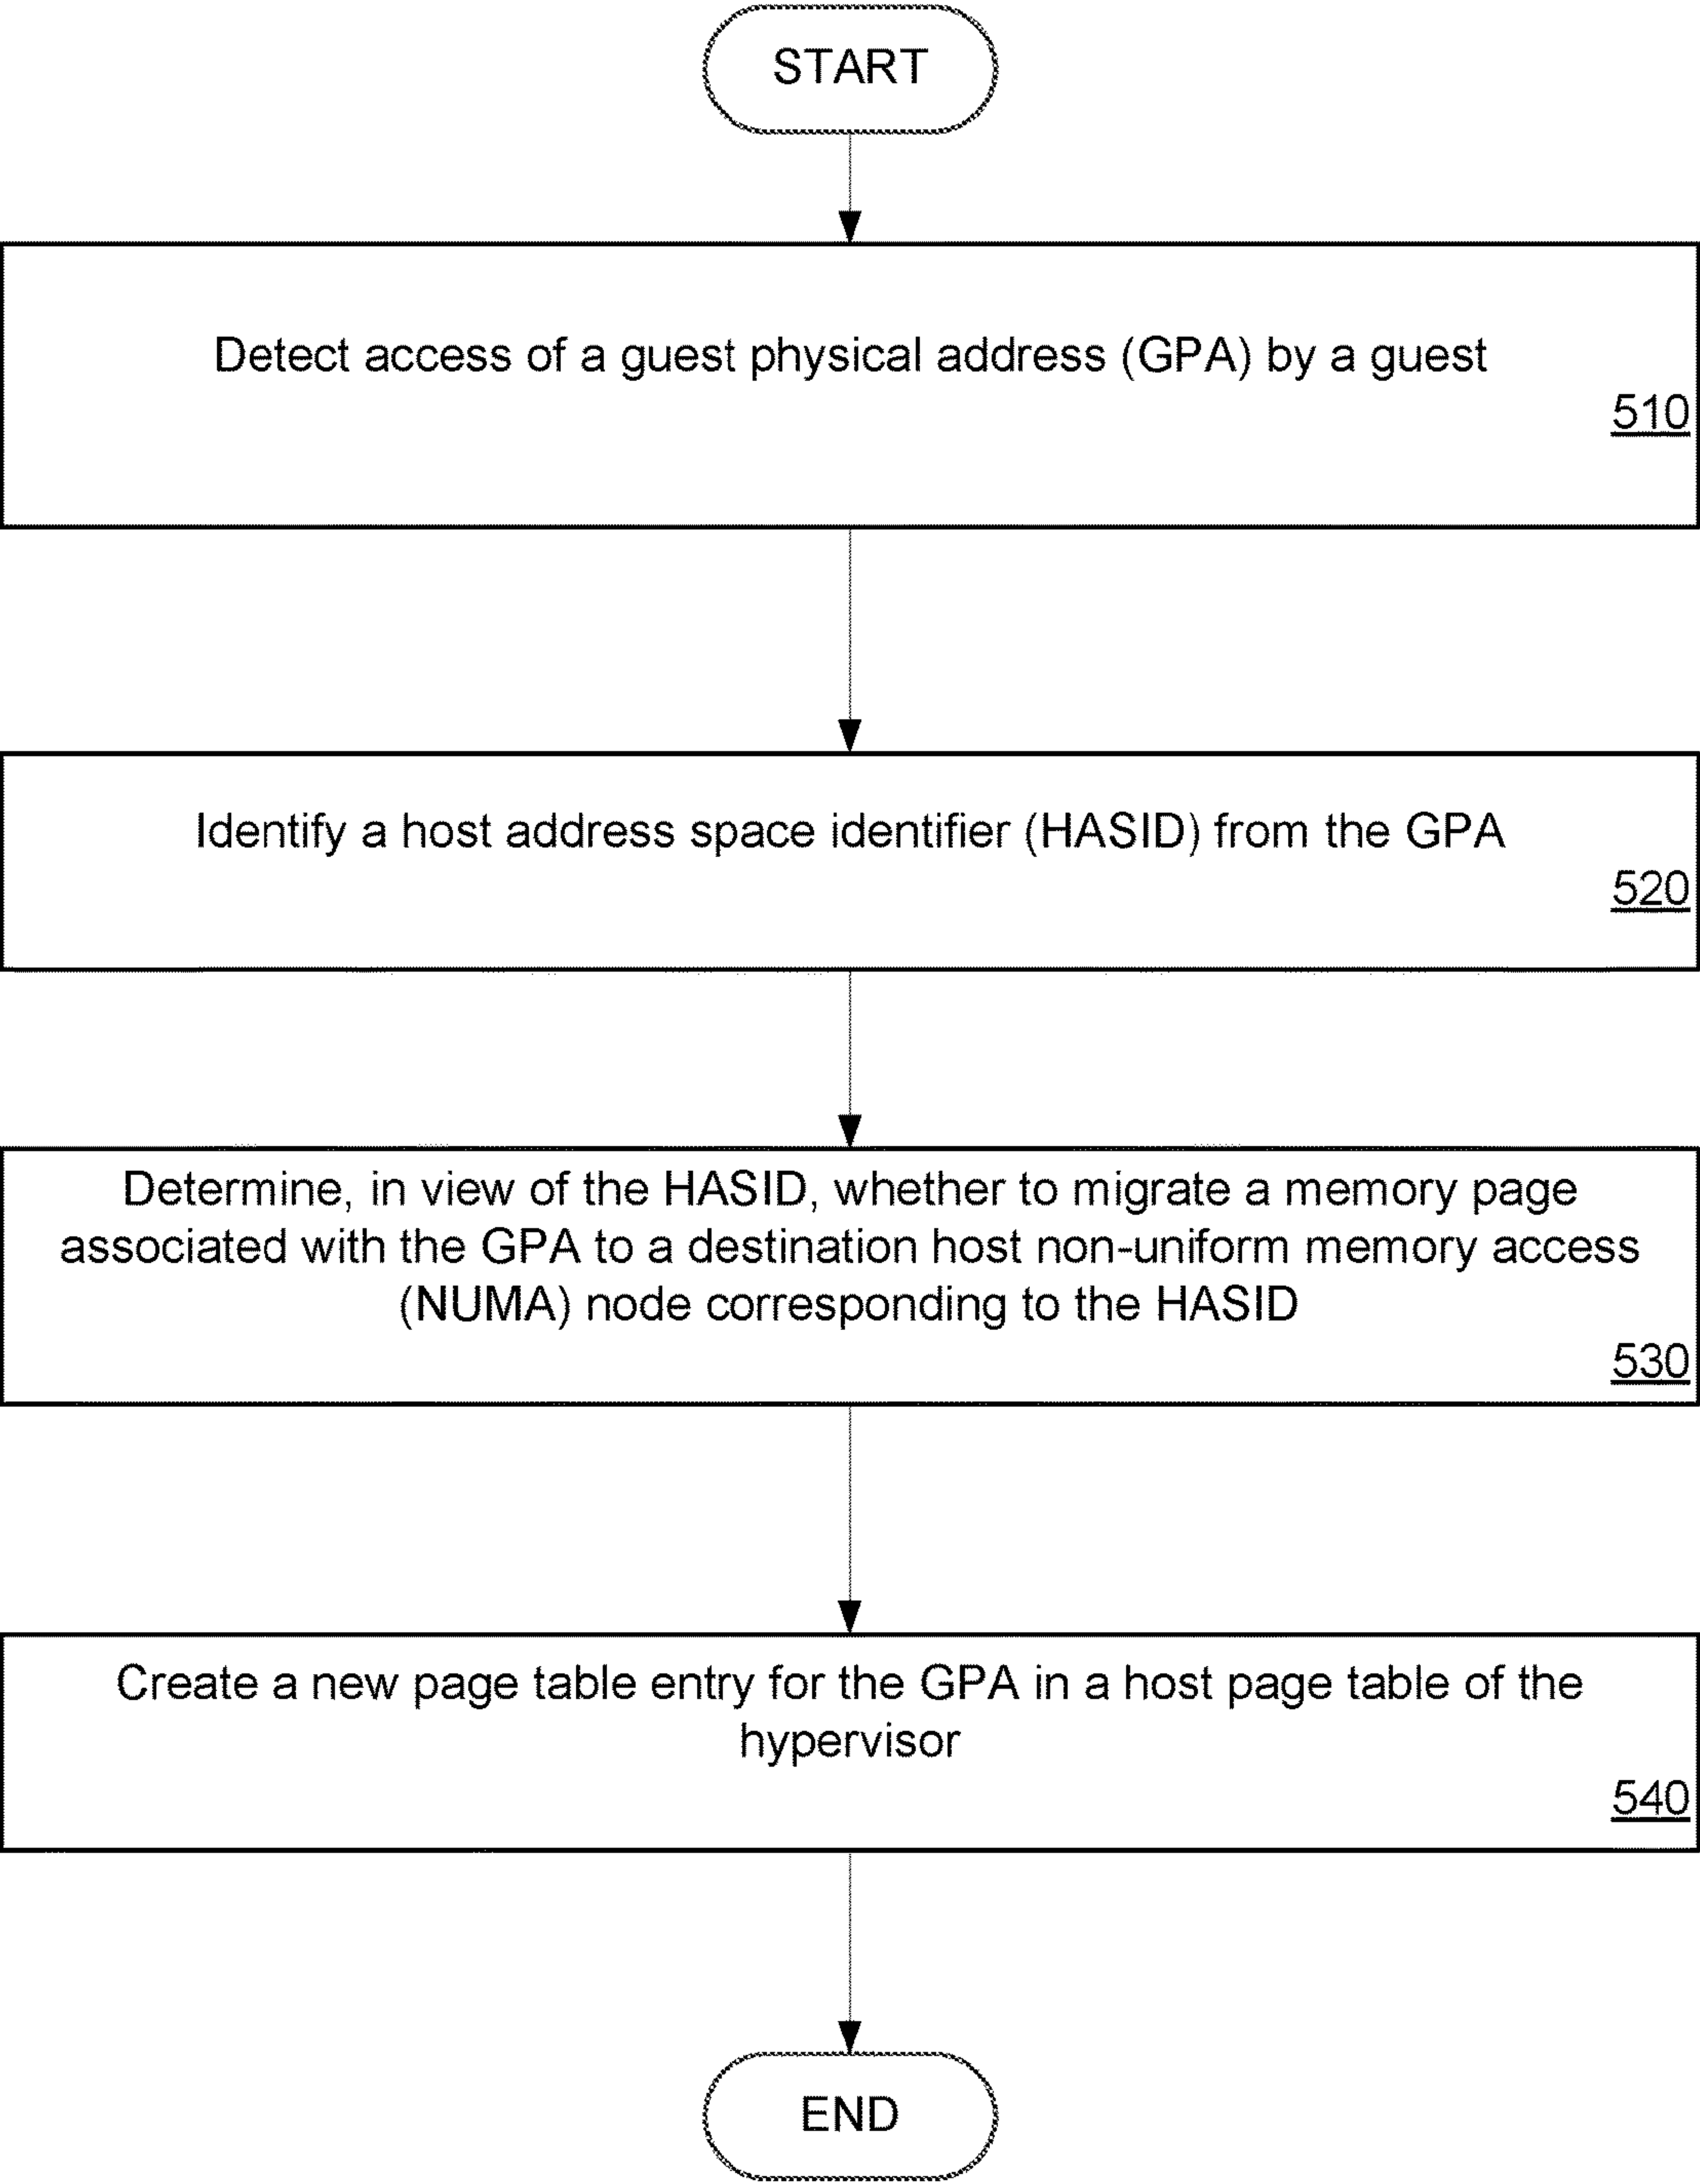 START
Detect access of a guest physical address (GPA) by a guest
510
Identify a host address space identifier (HASID) from the GPA
520
Determine, in view of the HASID, whether to migrate a memory page
associated with the GPA to a destination host non-uniform memory access
(NUMA) node corresponding to the HASID
530
Create a new page table entry for the GPA in a host page table of the
hypervisor
540
END